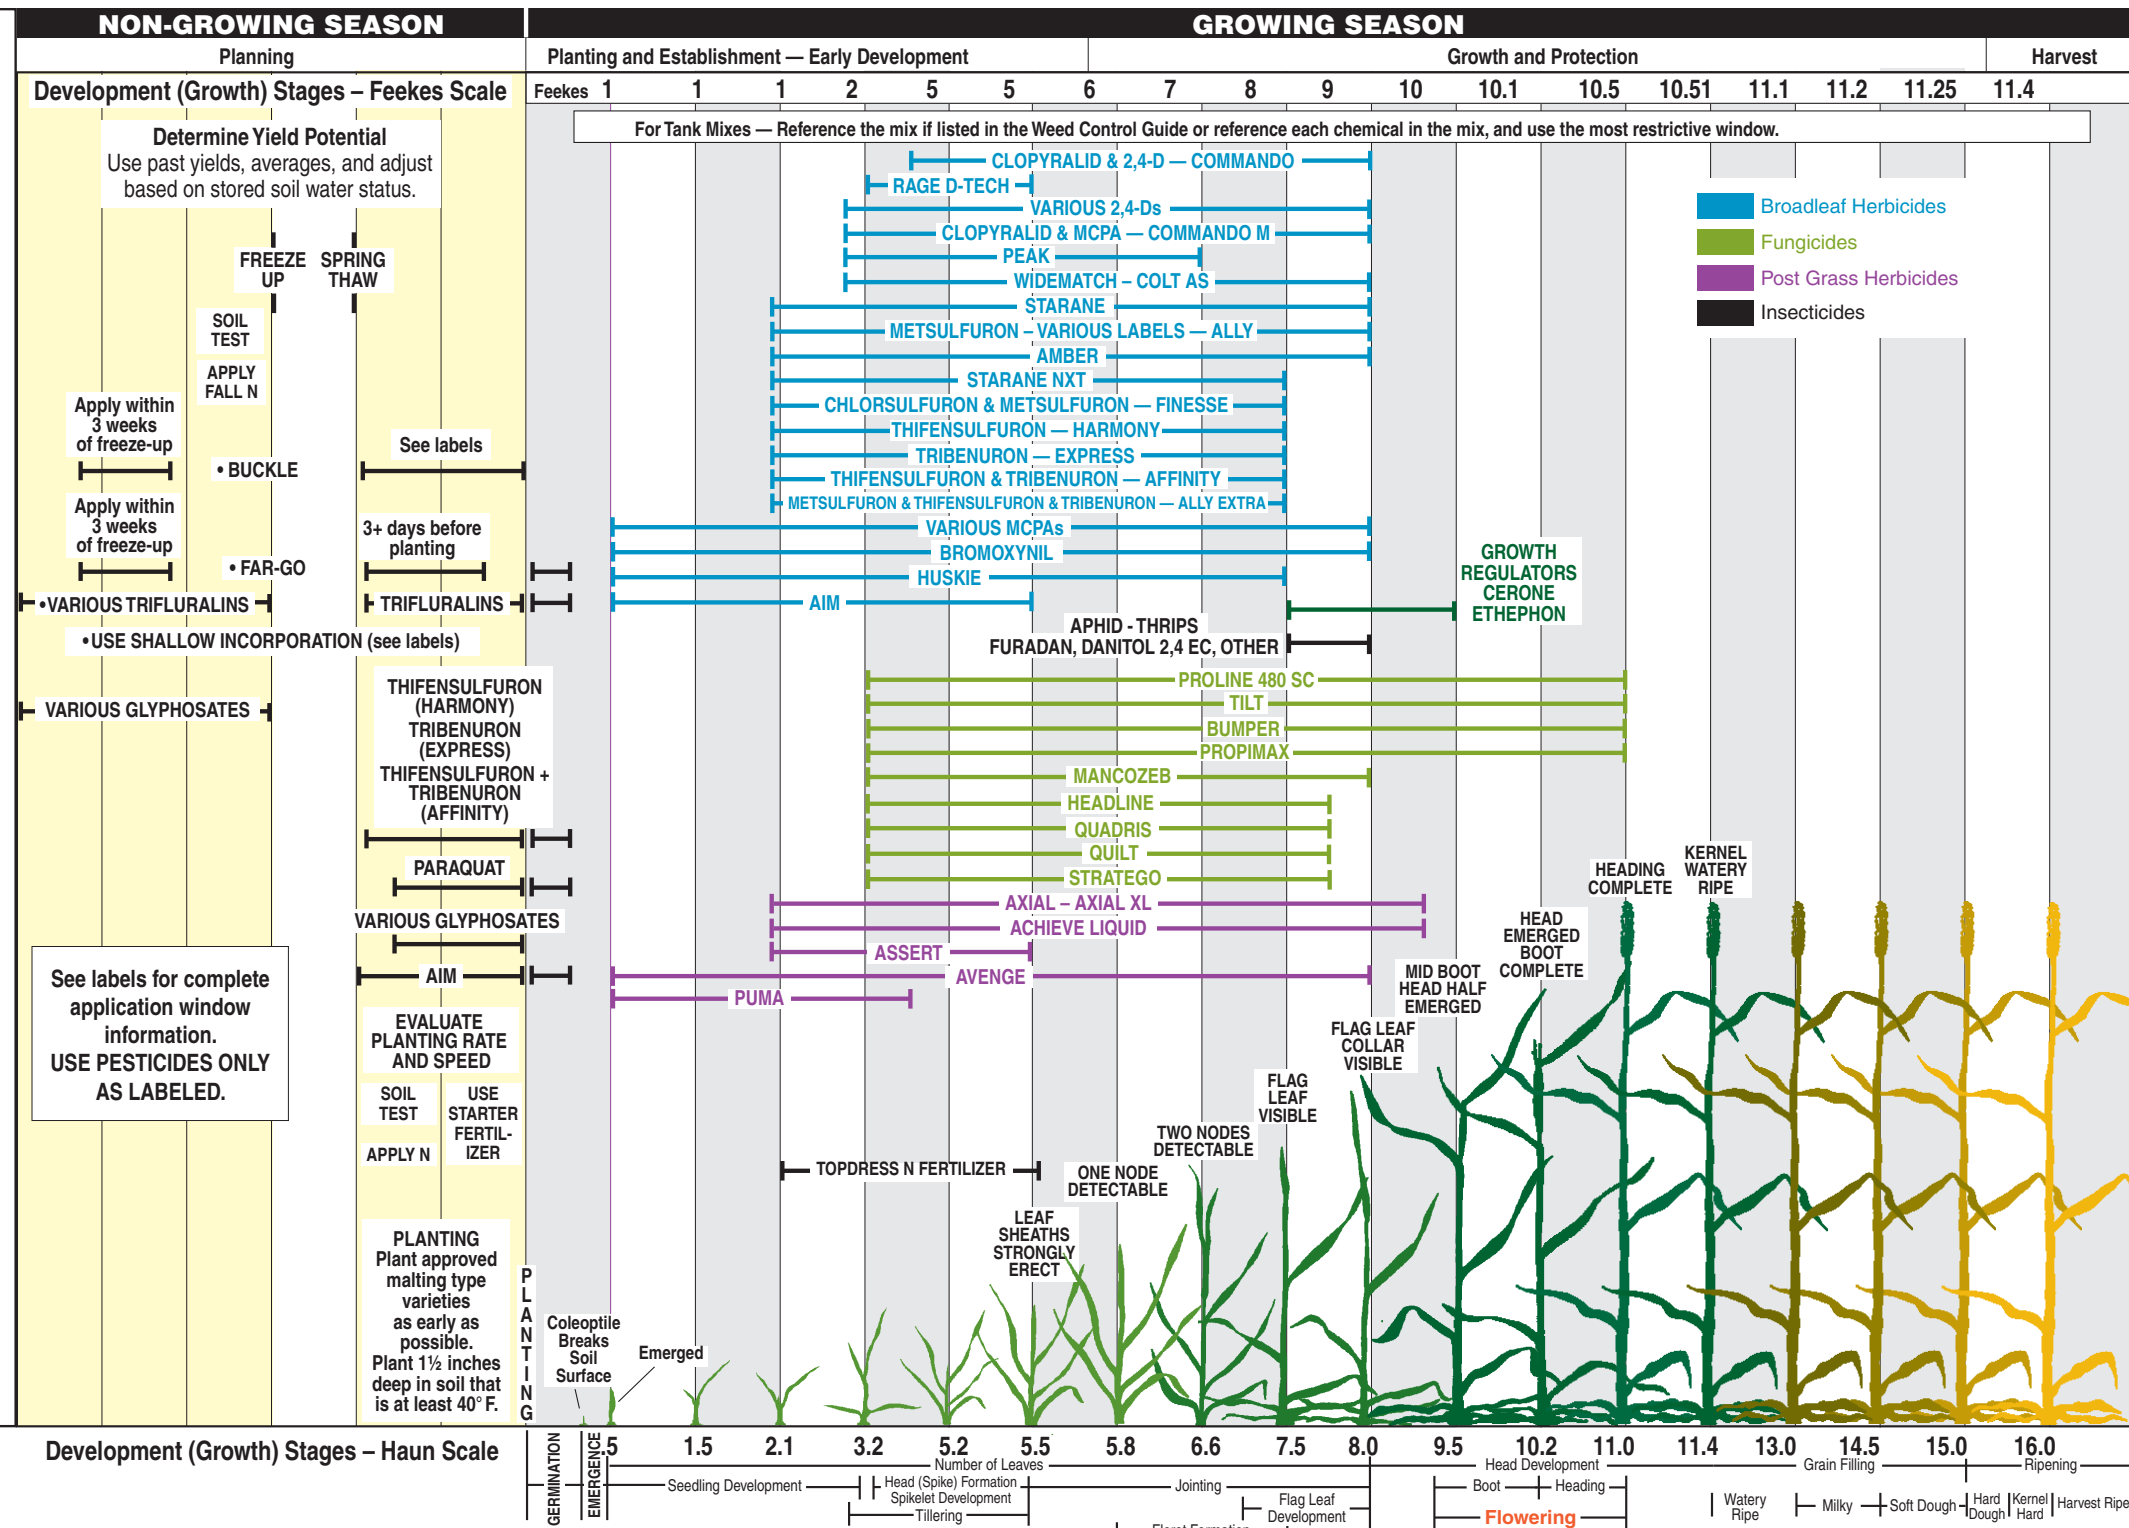 NON-GROWING SEASON
GROWING SEASON
Planning
Planting and Establishment — Early Development
Growth and Protection
Harvest
Development (Growth) Stages – Feekes Scale
Feekes 1 1 1 2 5 5 6 7 8 9 10 10.1 10.5 10.51 11.1 11.2 11.25 11.4
For Tank Mixes — Reference the mix if listed in the Weed Control Guide or reference each chemical in the mix, and use the most restrictive window.
Determine Yield Potential
Use past yields, averages, and adjust
based on stored soil water status.
FREEZE
UP
SPRING
THAW
SOIL
TEST
APPLY
FALL N
Apply within
3 weeks
of freeze-up
• BUCKLE
See labels
Apply within
3 weeks
of freeze-up
• FAR-GO
3+ days before
planting
•VARIOUS TRIFLURALINS
TRIFLURALINS
•USE SHALLOW INCORPORATION (see labels)
VARIOUS GLYPHOSATES
THIFENSULFURON
(HARMONY)
TRIBENURON
(EXPRESS)
THIFENSULFURON +
TRIBENURON
(AFFINITY)
PARAQUAT
VARIOUS GLYPHOSATES
AIM
See labels for complete
application window
information.
USE PESTICIDES ONLY
AS LABELED.
EVALUATE
PLANTING RATE
AND SPEED
SOIL
TEST
APPLY N
USE
STARTER
FERTIL-
IZER
PLANTING
Plant approved
malting type
varieties
as early as
possible.
Plant 1½ inches
deep in soil that
is at least 40° F.
PLANTING
CLOPYRALID & 2,4-D — COMMANDO
RAGE D-TECH
VARIOUS 2,4-Ds
CLOPYRALID & MCPA — COMMANDO M
PEAK
WIDEMATCH – COLT AS
STARANE
METSULFURON – VARIOUS LABELS — ALLY
AMBER
STARANE NXT
CHLORSULFURON & METSULFURON — FINESSE
THIFENSULFURON — HARMONY
TRIBENURON — EXPRESS
THIFENSULFURON & TRIBENURON — AFFINITY
METSULFURON & THIFENSULFURON & TRIBENURON — ALLY EXTRA
VARIOUS MCPAs
BROMOXYNIL
HUSKIE
AIM
Broadleaf Herbicides
Fungicides
Post Grass Herbicides
Insecticides
GROWTH
REGULATORS
CERONE
ETHEPHON
APHID - THRIPS
FURADAN, DANITOL 2,4 EC, OTHER
PROLINE 480 SC
TILT
BUMPER
PROPIMAX
MANCOZEB
HEADLINE
QUADRIS
QUILT
STRATEGO
AXIAL – AXIAL XL
ACHIEVE LIQUID
ASSERT
AVENGE
PUMA
TOPDRESS N FERTILIZER
Coleoptile
Breaks
Soil
Surface
Emerged
LEAF
SHEATHS
STRONGLY
ERECT
ONE NODE
DETECTABLE
TWO NODES
DETECTABLE
FLAG
LEAF
VISIBLE
FLAG LEAF
COLLAR
VISIBLE
MID BOOT
HEAD HALF
EMERGED
HEAD
EMERGED
BOOT
COMPLETE
HEADING
COMPLETE
KERNEL
WATERY
RIPE
Development (Growth) Stages – Haun Scale
GERMINATION
EMERGENCE
.5 1.5 2.1 3.2 5.2 5.5 5.8 6.6 7.5 8.0 9.5 10.2 11.0 11.4 13.0 14.5 15.0 16.0
Number of Leaves
Head Development
Grain Filling
Ripening
Seedling Development
Head (Spike) Formation
Spikelet Development
Tillering
Jointing
Flag Leaf
Development
Floret Formation
Boot
Heading
Flowering
Watery
Ripe
Milky
Soft Dough
Hard
Dough
Kernel
Hard
Harvest Ripe